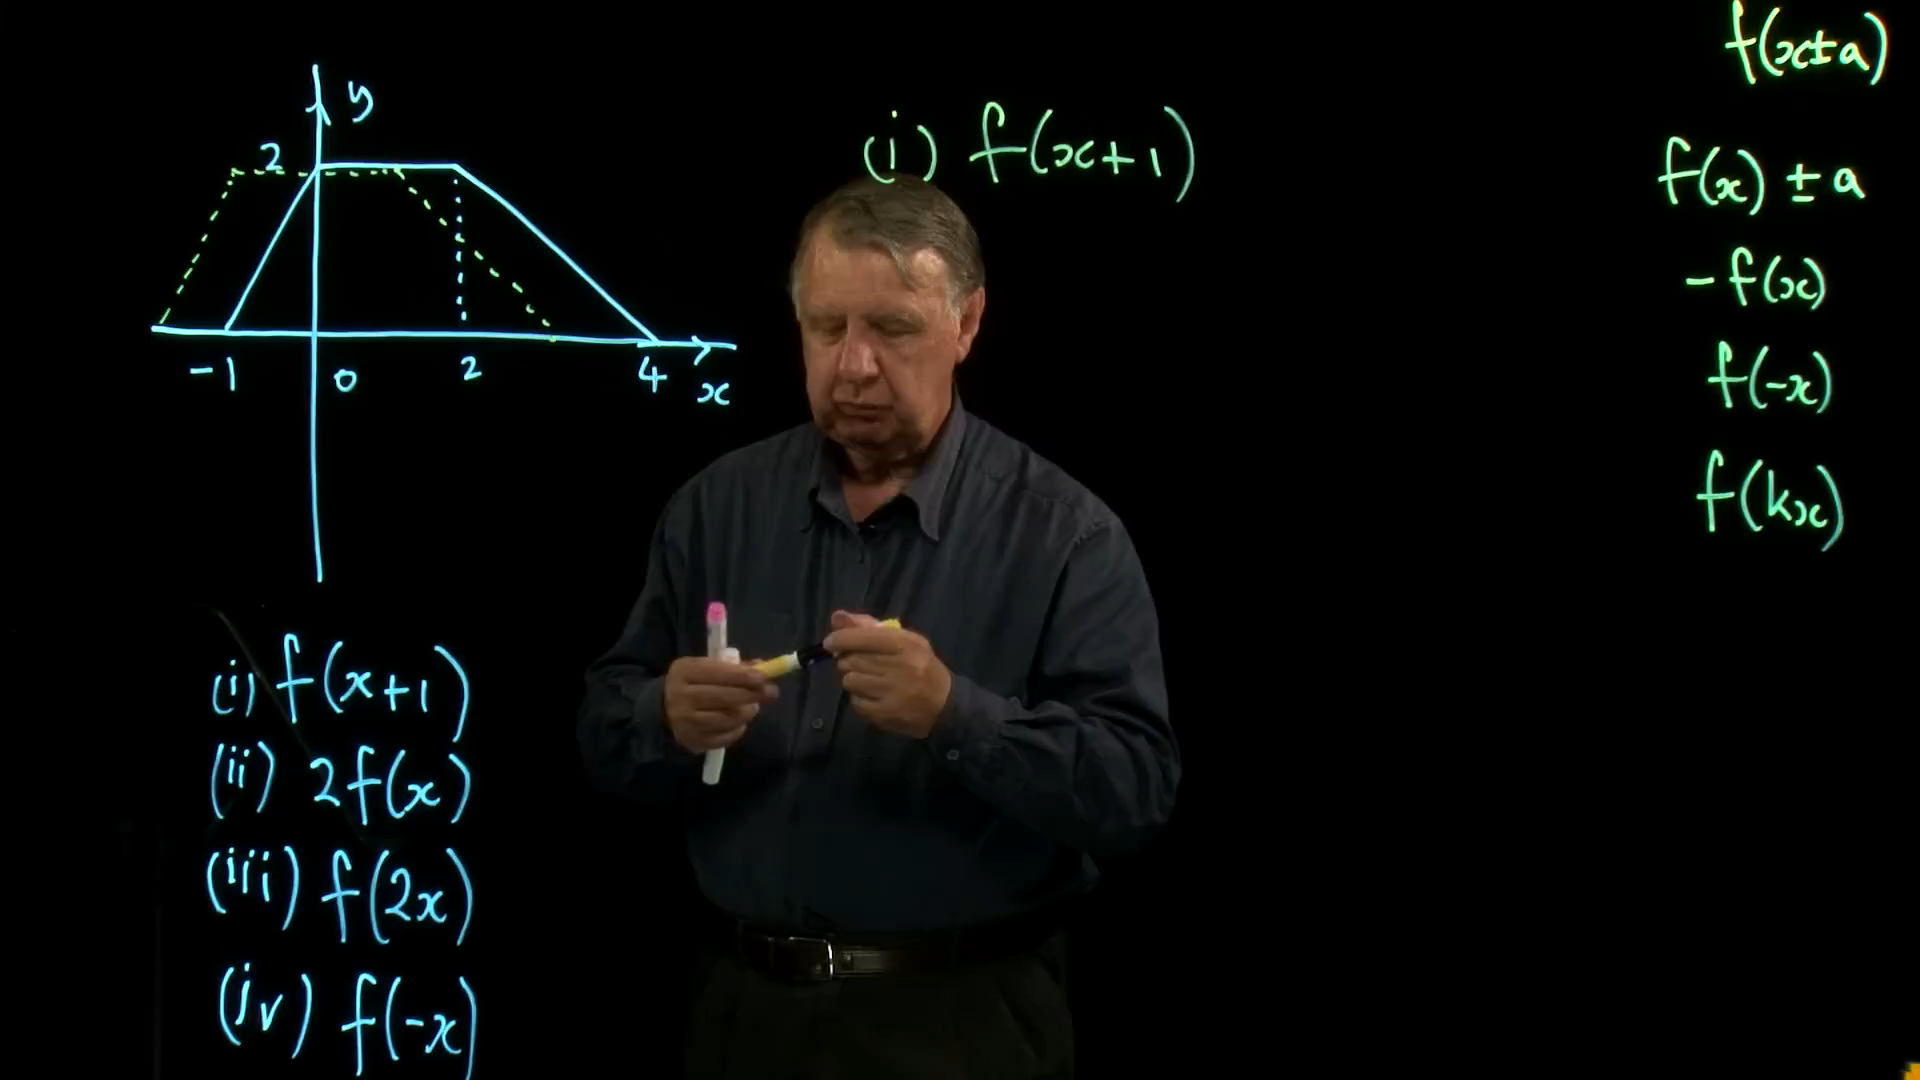 y
2
-1 0 2 4 x
(i) f(x+1)
(ii) 2f(x)
(iii) f(2x)
(iv) f(-x)
(i) f(x+1)
f(x±a)
f(x) ± a
-f(x)
f(-x)
f(kx)